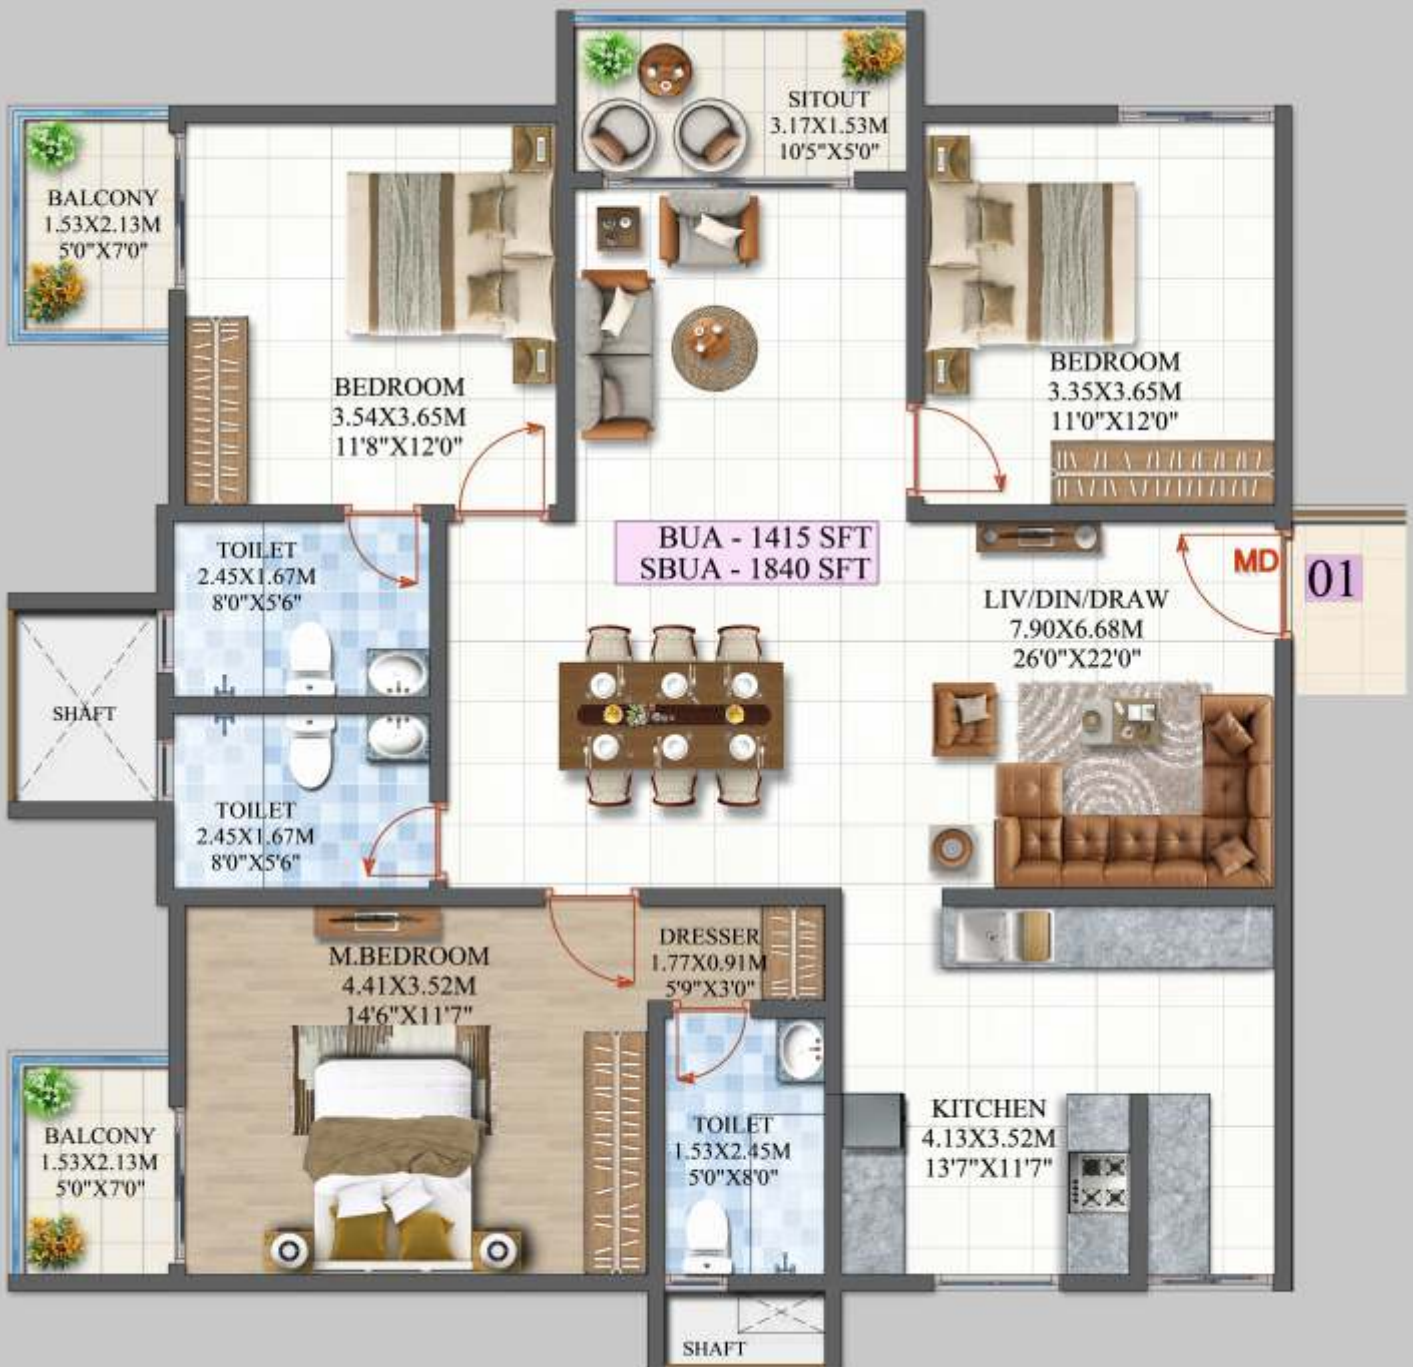 SITOUT
3.17X1.53M
10'5"X5'0"
BALCONY
1.53X2.13M
5'0"X7'0"
BEDROOM
3.54X3.65M
11'8"X12'0"
BEDROOM
3.35X3.65M
11'0"X12'0"
BUA - 1415 SFT
SBUA - 1840 SFT
MD
01
TOILET
2.45X1.67M
8'0"X5'6"
LIV/DIN/DRAW
7.90X6.68M
26'0"X22'0"
SHAFT
TOILET
2.45X1.67M
8'0"X5'6"
M.BEDROOM
4.41X3.52M
14'6"X11'7"
DRESSER
1.77X0.91M
5'9"X3'0"
BALCONY
1.53X2.13M
5'0"X7'0"
TOILET
1.53X2.45M
5'0"X8'0"
KITCHEN
4.13X3.52M
13'7"X11'7"
SHAFT